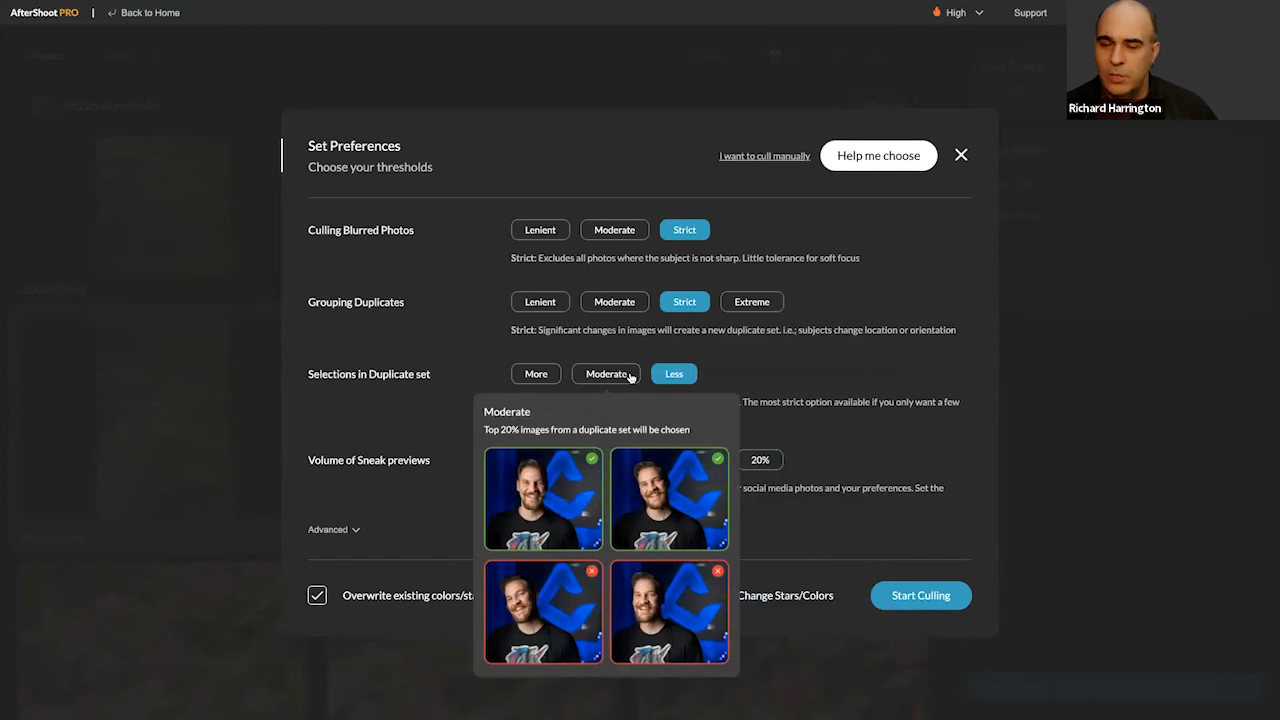 AfterShoot PRO | Back to Home
High
Support
Richard Harrington
Set Preferences
Choose your thresholds
I want to cull manually
Help me choose
Culling Blurred Photos
Lenient Moderate Strict
Strict: Excludes all photos where the subject is not sharp. Little tolerance for soft focus
Grouping Duplicates
Lenient Moderate Strict Extreme
Strict: Significant changes in images will create a new duplicate set. i.e.; subjects change location or orientation
Selections in Duplicate set
More Moderate Less
. The most strict option available if you only want a few
Moderate
Top 20% images from a duplicate set will be chosen
Volume of Sneak previews
20%
social media photos and your preferences. Set the
Advanced
Overwrite existing colors/st
Change Stars/Colors
Start Culling